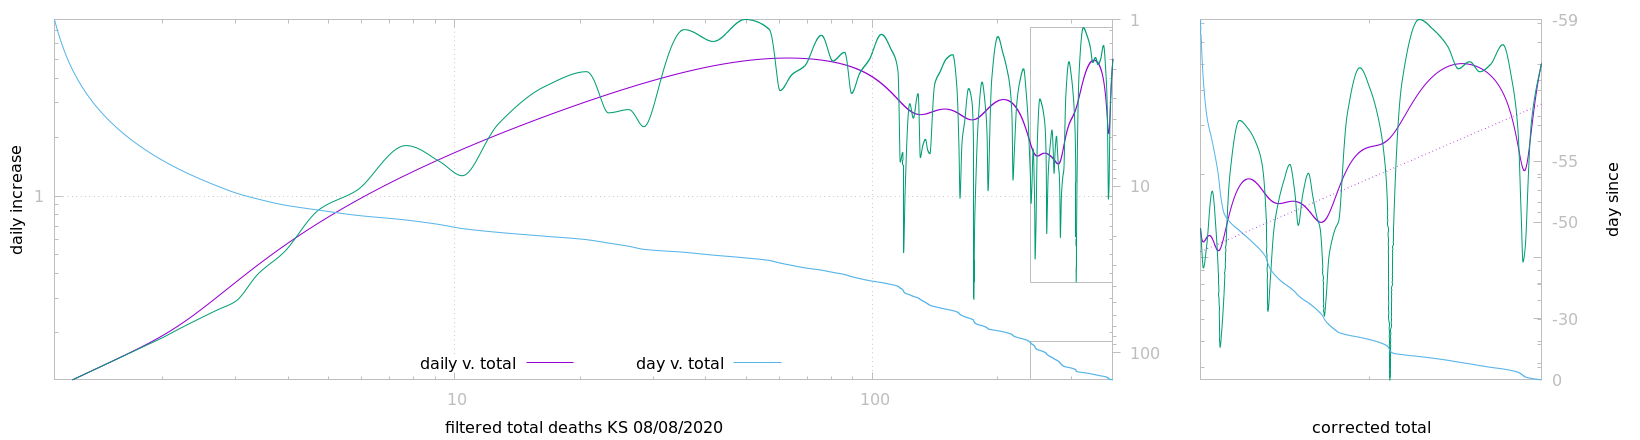 daily increase
1
daily v. total
day v. total
10
100
filtered total deaths KS 08/08/2020
1
10
100
-59
-55
-50
-30
0
day since
corrected total